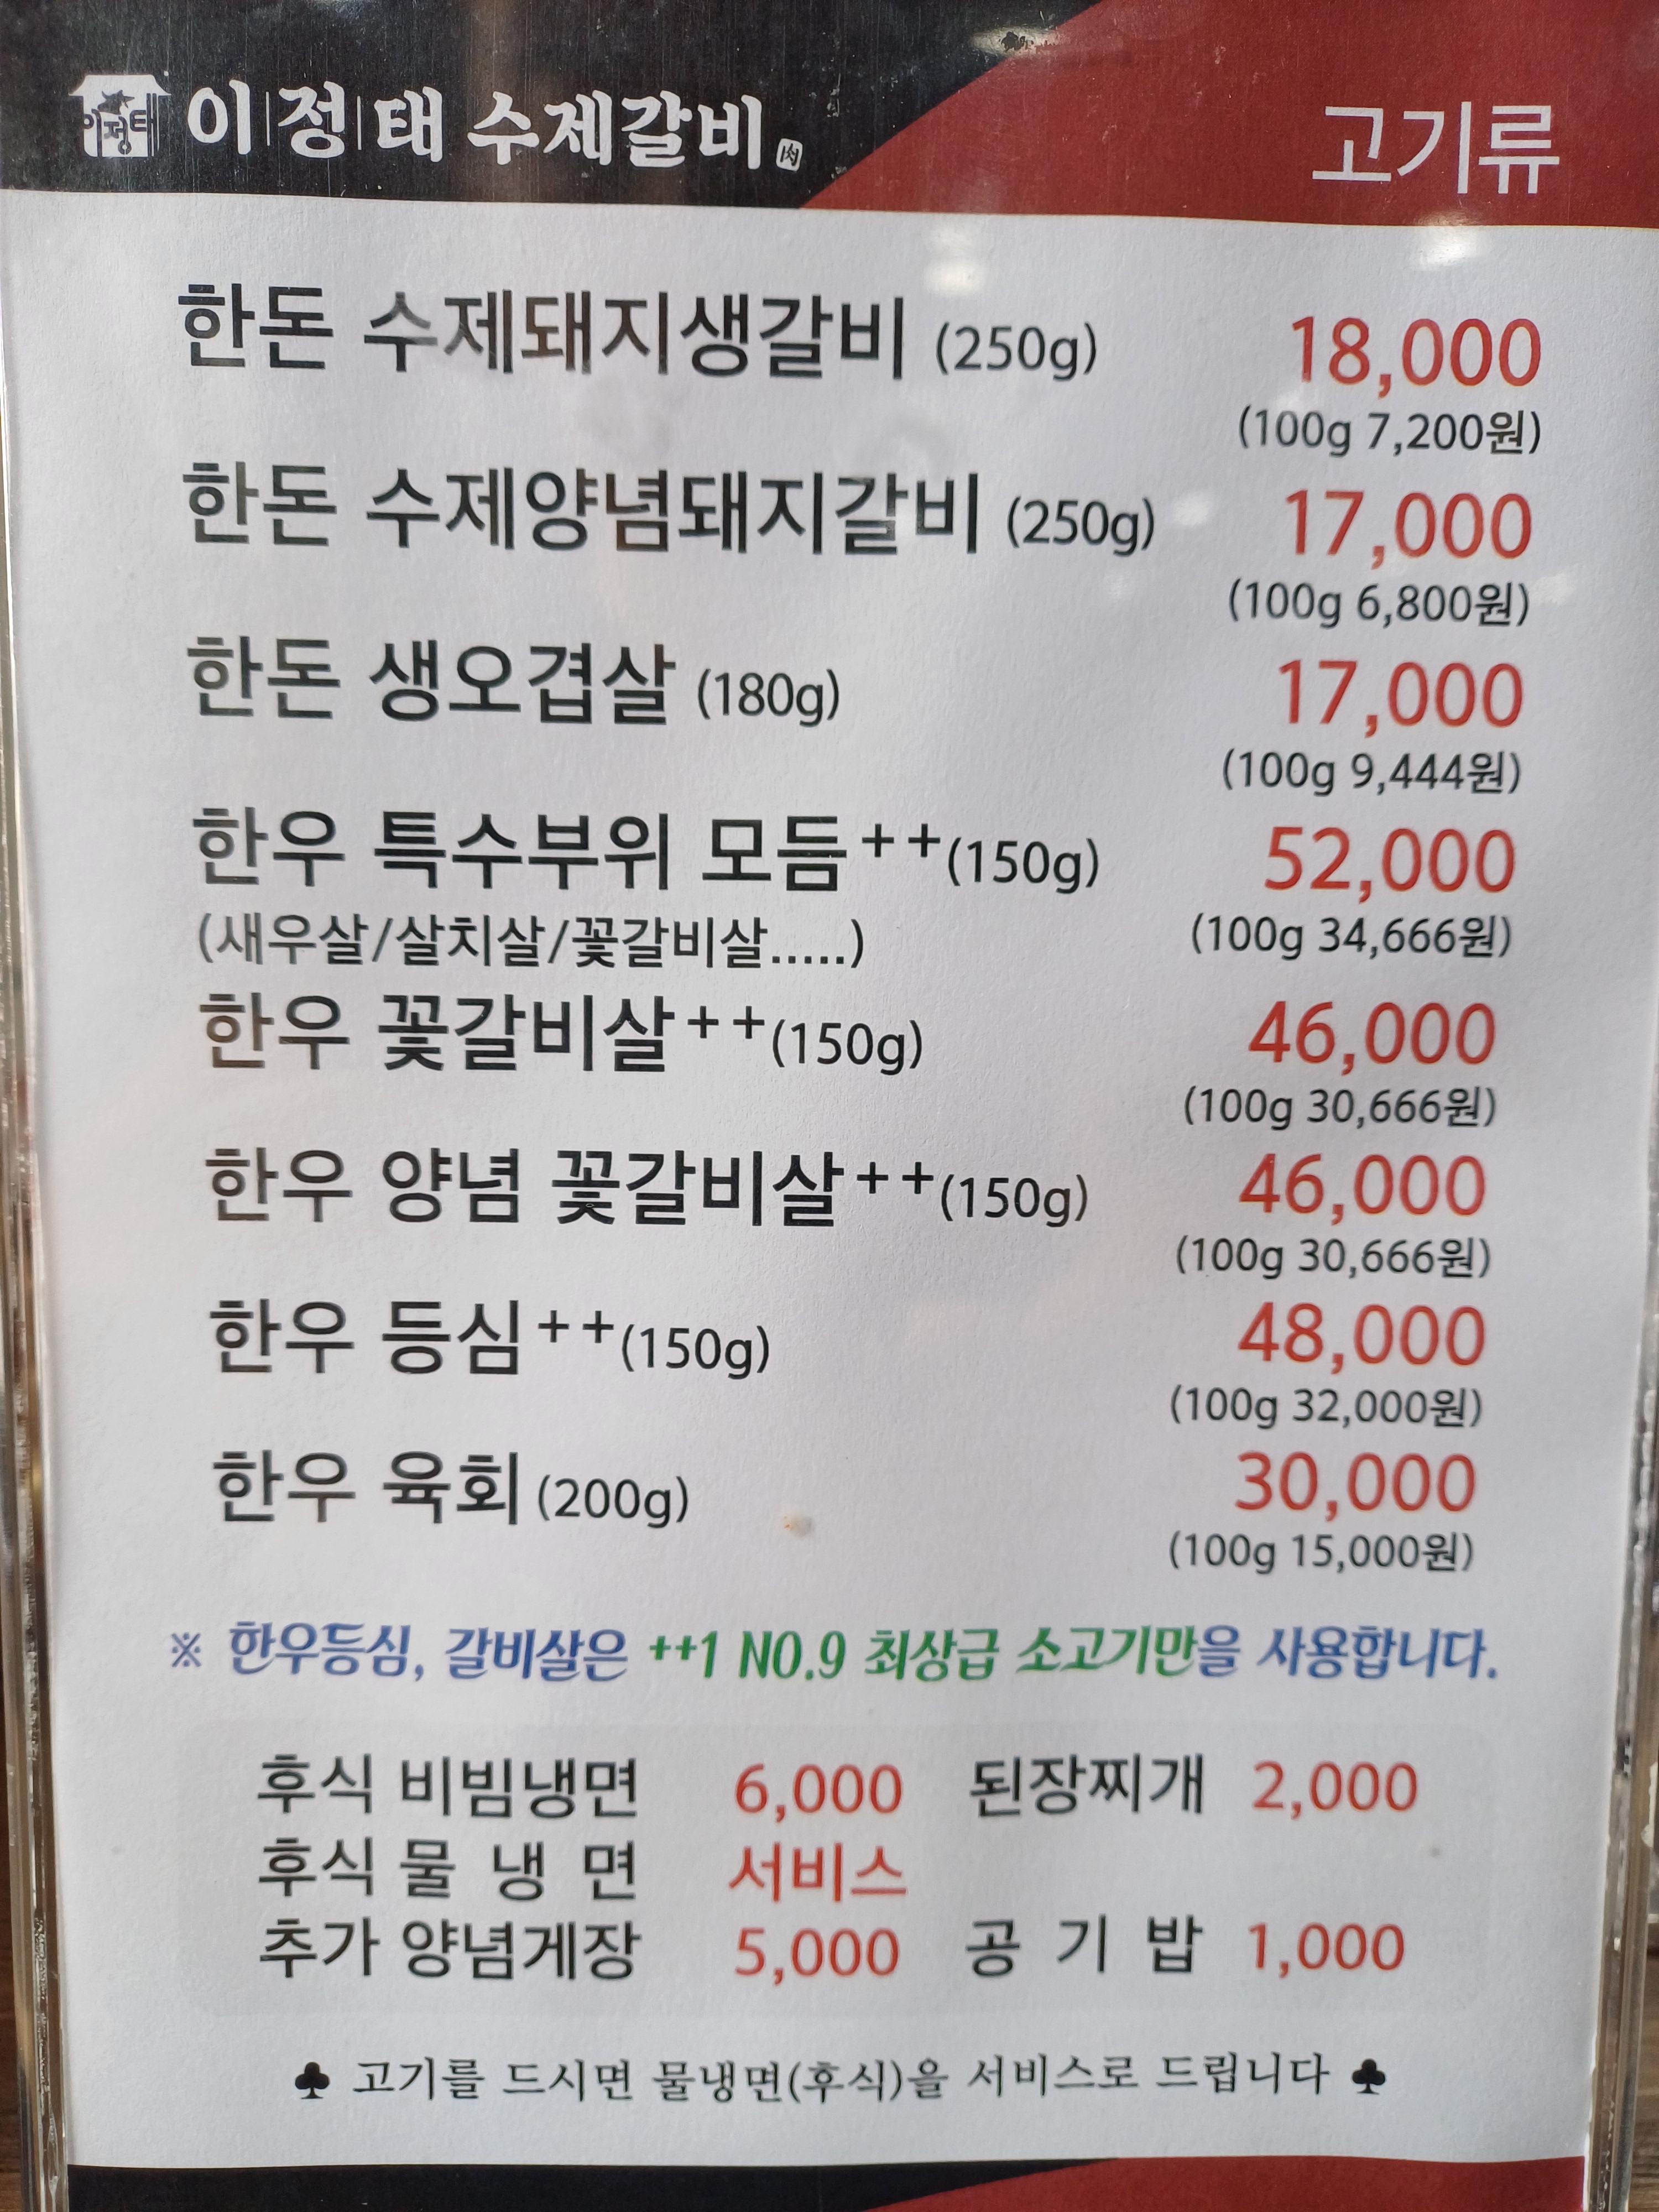 이정태 이정태 수제갈비 肉
고기류
한돈 수제돼지생갈비 (250g) 18,000
(100g 7,200원)
한돈 수제양념돼지갈비 (250g) 17,000
(100g 6,800원)
한돈 생오겹살 (180g) 17,000
(100g 9,444원)
한우 특수부위 모듬++(150g) 52,000
(새우살/살치살/꽃갈비살.....) (100g 34,666원)
한우 꽃갈비살++(150g) 46,000
(100g 30,666원)
한우 양념 꽃갈비살++(150g) 46,000
(100g 30,666원)
한우 등심++(150g) 48,000
(100g 32,000원)
한우 육회 (200g) 30,000
(100g 15,000원)
※ 한우등심, 갈비살은 ++1 NO.9 최상급 소고기만을 사용합니다.
후식 비빔냉면 6,000 된장찌개 2,000
후식 물 냉 면 서비스
추가 양념게장 5,000 공 기 밥 1,000
♣ 고기를 드시면 물냉면(후식)을 서비스로 드립니다 ♣